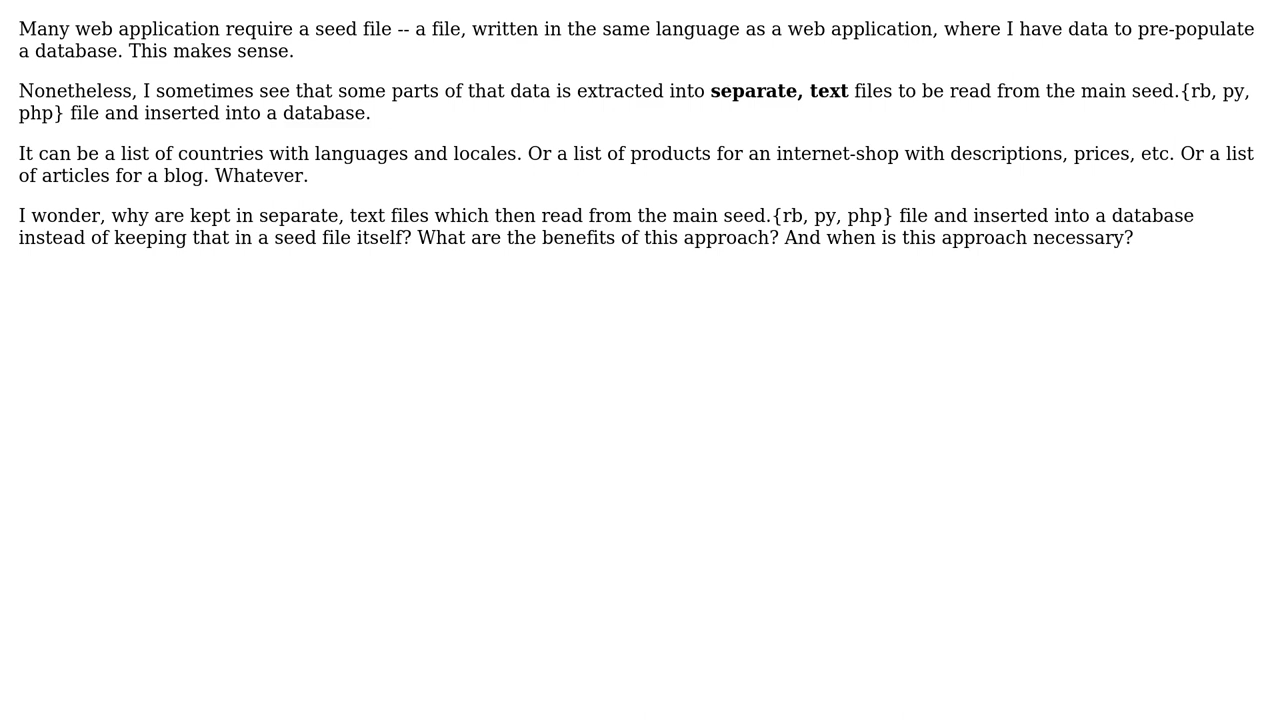 Many web application require a seed file -- a file, written in the same language as a web application, where I have data to pre-populate
a database. This makes sense.
Nonetheless, I sometimes see that some parts of that data is extracted into separate, text files to be read from the main seed.{rb, py,
php} file and inserted into a database.
It can be a list of countries with languages and locales. Or a list of products for an internet-shop with descriptions, prices, etc. Or a list
of articles for a blog. Whatever.
I wonder, why are kept in separate, text files which then read from the main seed.{rb, py, php} file and inserted into a database
instead of keeping that in a seed file itself? What are the benefits of this approach? And when is this approach necessary?